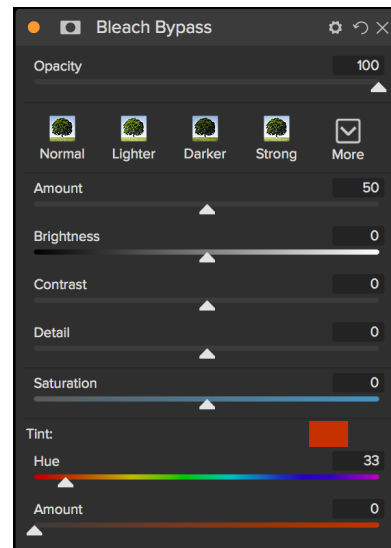 Bleach Bypass
Opacity 100
Normal Lighter Darker Strong More
Amount 50
Brightness 0
Contrast 0
Detail 0
Saturation 0
Tint:
Hue 33
Amount 0